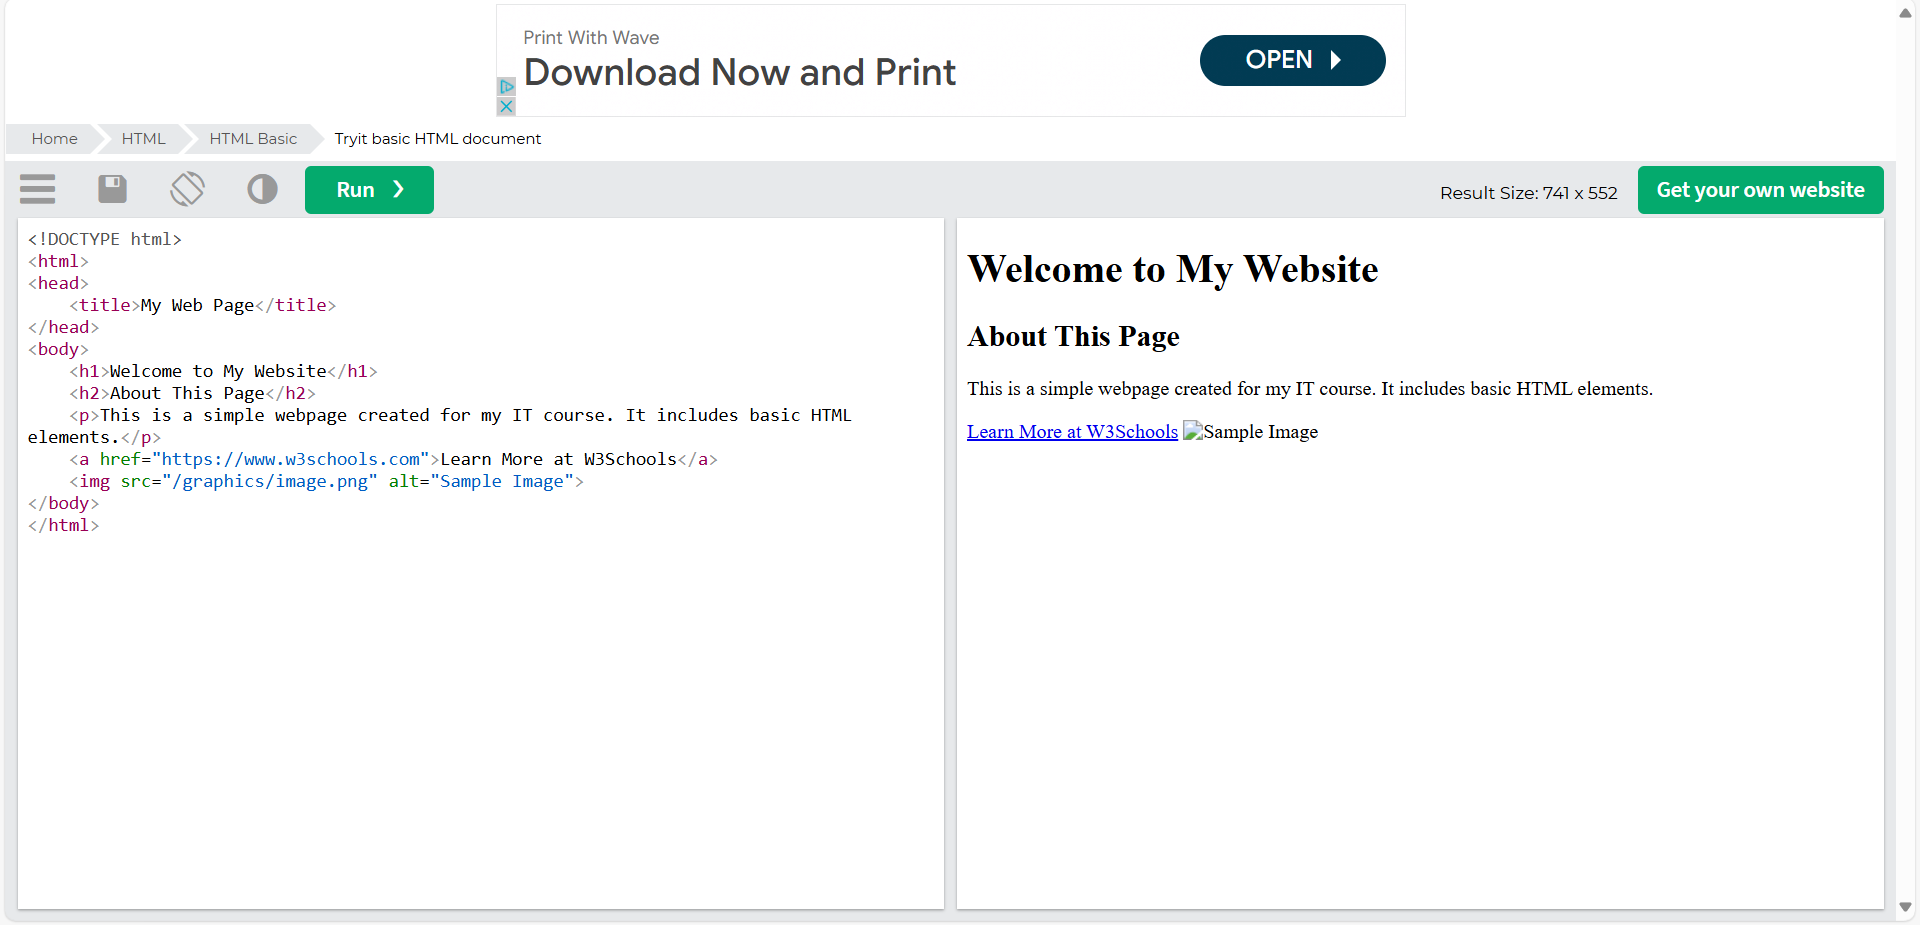 Print With Wave
Download Now and Print
OPEN
Home
HTML
HTML Basic
Tryit basic HTML document
Run ❯
Result Size: 741 x 552
Get your own website
<!DOCTYPE html>
<html>
<head>
    <title>My Web Page</title>
</head>
<body>
    <h1>Welcome to My Website</h1>
    <h2>About This Page</h2>
    <p>This is a simple webpage created for my IT course. It includes basic HTML
elements.</p>
    <a href="https://www.w3schools.com">Learn More at W3Schools</a>
    <img src="/graphics/image.png" alt="Sample Image">
</body>
</html>
Welcome to My Website
About This Page
This is a simple webpage created for my IT course. It includes basic HTML elements.
Learn More at W3Schools Sample Image